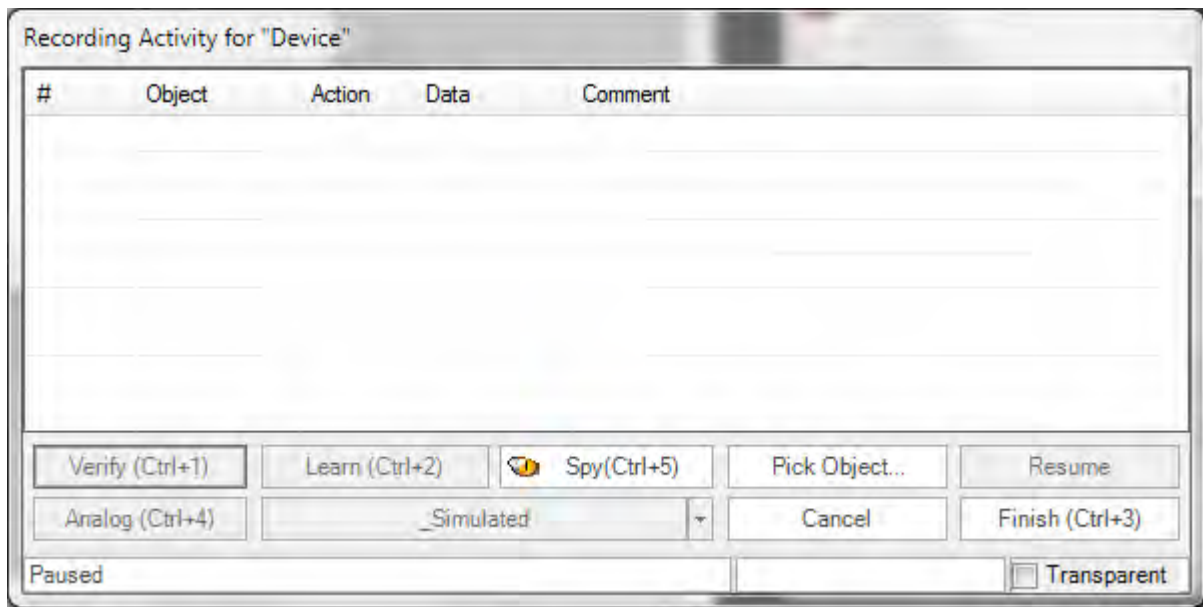 Recording Activity for "Device"
# Object Action Data Comment
Verify (Ctrl+1) Learn (Ctrl+2) Spy(Ctrl+5) Pick Object... Resume
Analog (Ctrl+4) _Simulated Cancel Finish (Ctrl+3)
Paused Transparent